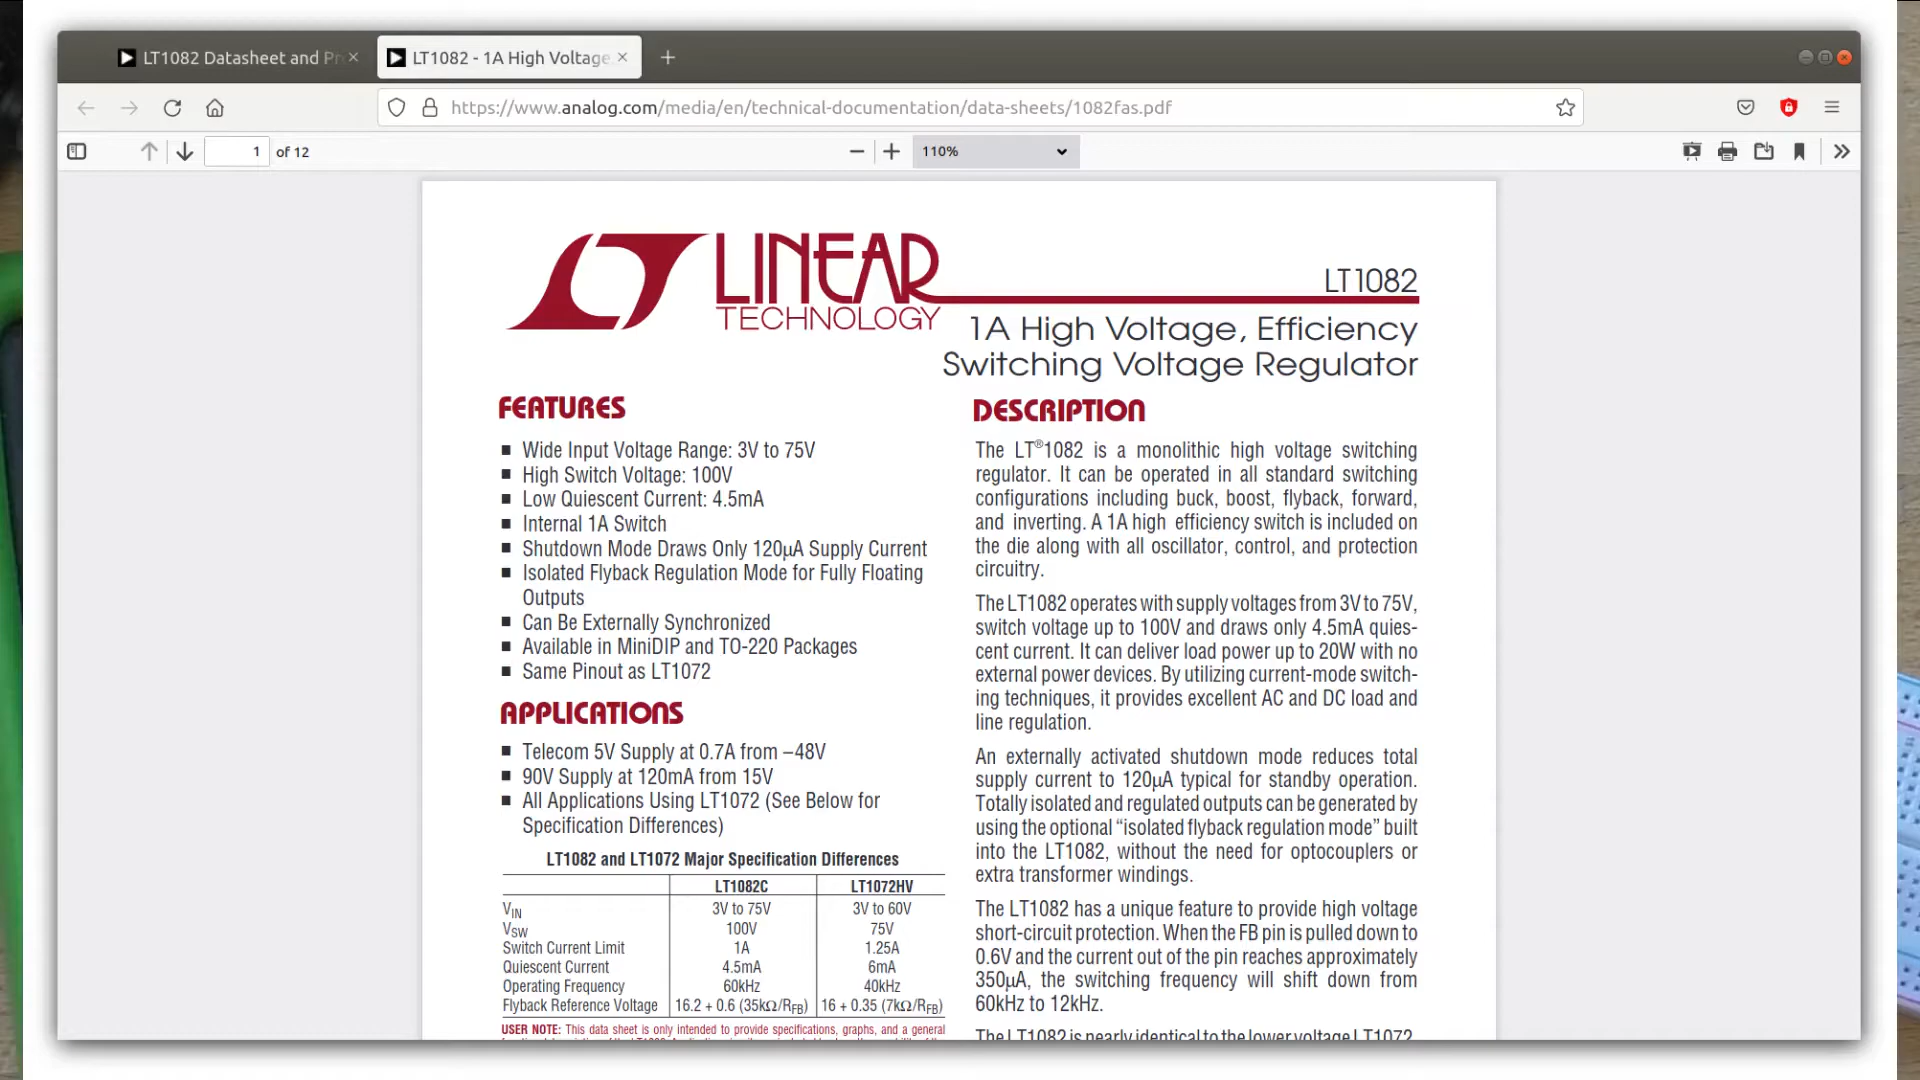 LT1082 Datasheet and Pr
LT1082 - 1A High Voltage
https://www.analog.com/media/en/technical-documentation/data-sheets/1082fas.pdf
1 of 12
110%
LINEAR
TECHNOLOGY
LT1082
1A High Voltage, Efficiency
Switching Voltage Regulator
FEATURES
■ Wide Input Voltage Range: 3V to 75V
■ High Switch Voltage: 100V
■ Low Quiescent Current: 4.5mA
■ Internal 1A Switch
■ Shutdown Mode Draws Only 120µA Supply Current
■ Isolated Flyback Regulation Mode for Fully Floating
Outputs
■ Can Be Externally Synchronized
■ Available in MiniDIP and TO-220 Packages
■ Same Pinout as LT1072
APPLICATIONS
■ Telecom 5V Supply at 0.7A from –48V
■ 90V Supply at 120mA from 15V
■ All Applications Using LT1072 (See Below for
Specification Differences)
LT1082 and LT1072 Major Specification Differences
LT1082C LT1072HV
VIN 3V to 75V 3V to 60V
VSW 100V 75V
Switch Current Limit 1A 1.25A
Quiescent Current 4.5mA 6mA
Operating Frequency 60kHz 40kHz
Flyback Reference Voltage 16.2 + 0.6 (35kΩ/RFB) 16 + 0.35 (7kΩ/RFB)
USER NOTE: This data sheet is only intended to provide specifications, graphs, and a general
DESCRIPTION
The LT®1082 is a monolithic high voltage switching
regulator. It can be operated in all standard switching
configurations including buck, boost, flyback, forward,
and inverting. A 1A high efficiency switch is included on
the die along with all oscillator, control, and protection
circuitry.
The LT1082 operates with supply voltages from 3V to 75V,
switch voltage up to 100V and draws only 4.5mA quies-
cent current. It can deliver load power up to 20W with no
external power devices. By utilizing current-mode switch-
ing techniques, it provides excellent AC and DC load and
line regulation.
An externally activated shutdown mode reduces total
supply current to 120µA typical for standby operation.
Totally isolated and regulated outputs can be generated by
using the optional “isolated flyback regulation mode” built
into the LT1082, without the need for optocouplers or
extra transformer windings.
The LT1082 has a unique feature to provide high voltage
short-circuit protection. When the FB pin is pulled down to
0.6V and the current out of the pin reaches approximately
350µA, the switching frequency will shift down from
60kHz to 12kHz.
The LT1082 is nearly identical to the lower voltage LT1072.